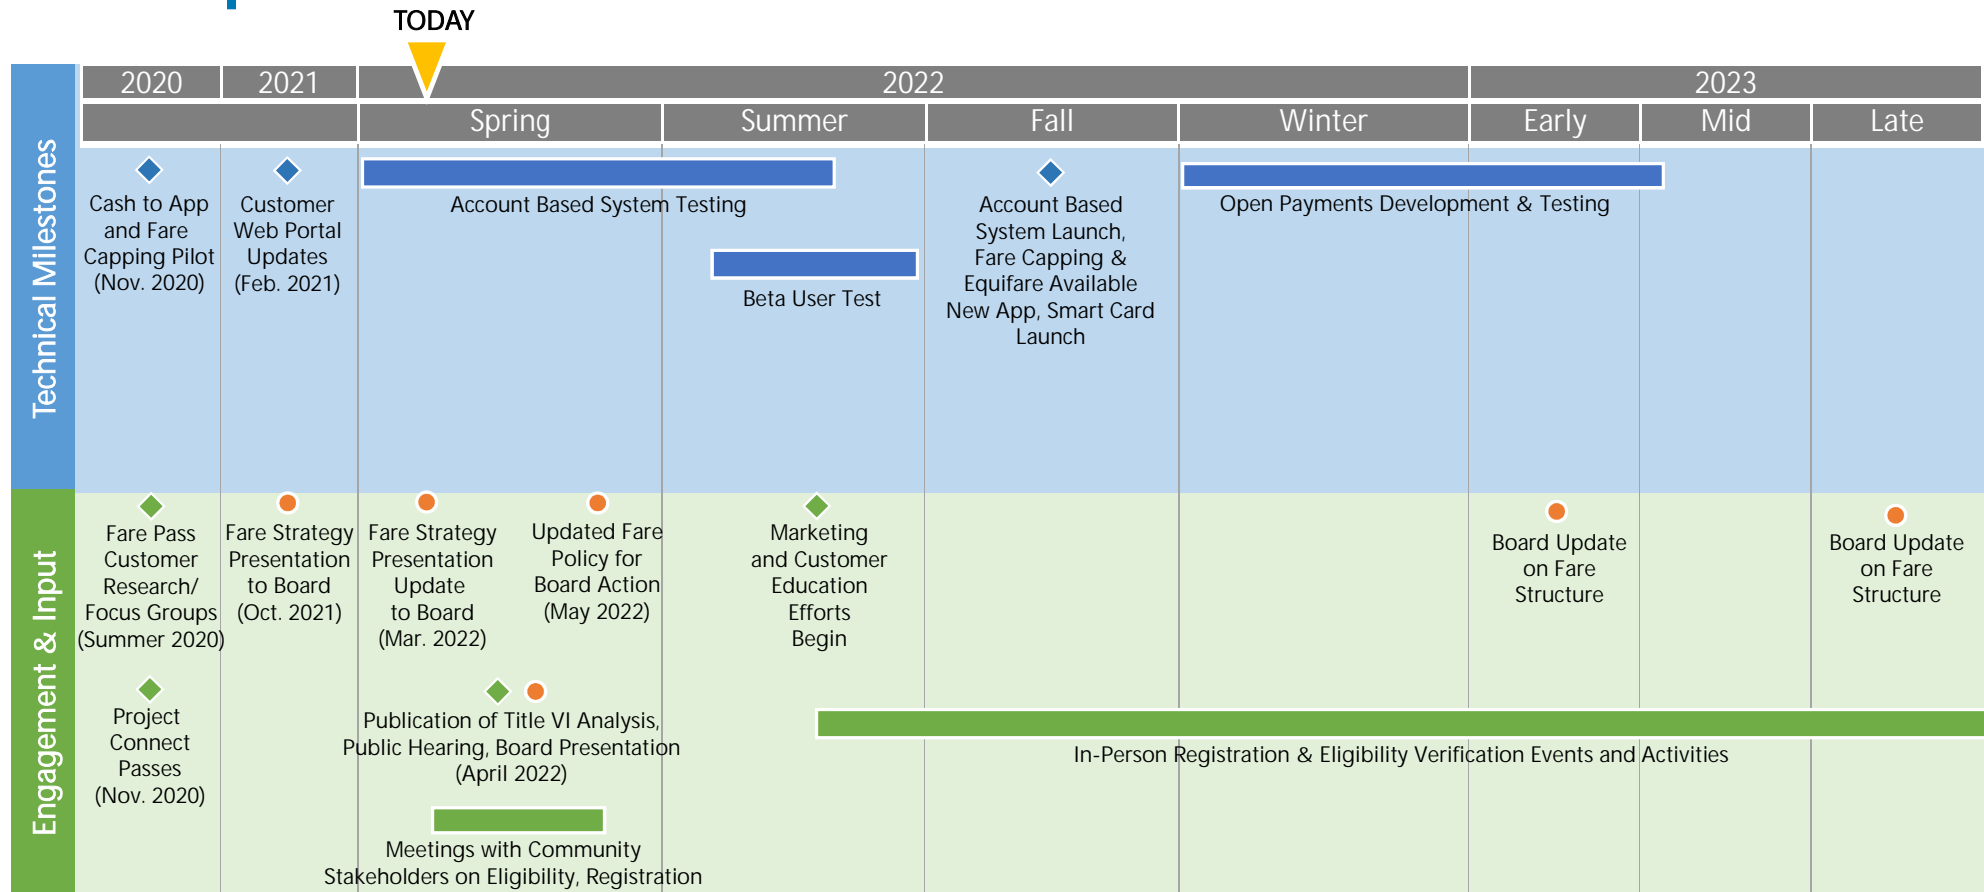 TODAY
2020
2021
2022
2023
Spring
Summer
Fall
Winter
Early
Mid
Late
Technical Milestones
Cash to App
and Fare
Capping Pilot
(Nov. 2020)
Customer
Web Portal
Updates
(Feb. 2021)
Account Based System Testing
Beta User Test
Account Based
System Launch,
Fare Capping &
Equifare Available
New App, Smart Card
Launch
Open Payments Development & Testing
Engagement & Input
Fare Pass
Customer
Research/
Focus Groups
(Summer 2020)
Fare Strategy
Presentation
to Board
(Oct. 2021)
Fare Strategy
Presentation
Update
to Board
(Mar. 2022)
Updated Fare
Policy for
Board Action
(May 2022)
Marketing
and Customer
Education
Efforts
Begin
Board Update
on Fare
Structure
Board Update
on Fare
Structure
Project
Connect
Passes
(Nov. 2020)
Publication of Title VI Analysis,
Public Hearing, Board Presentation
(April 2022)
In-Person Registration & Eligibility Verification Events and Activities
Meetings with Community
Stakeholders on Eligibility, Registration